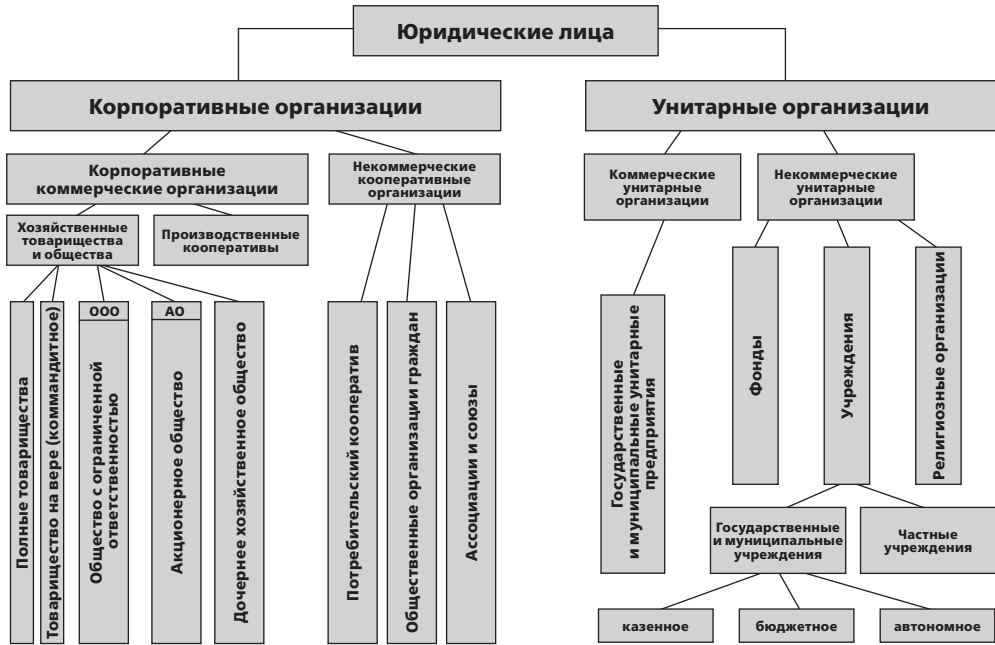 Юридические лица
Корпоративные организации
Унитарные организации
Корпоративные
коммерческие организации
Некоммерческие
кооперативные
организации
Коммерческие
унитарные
организации
Некоммерческие
унитарные
организации
Хозяйственные
товарищества
и общества
Производственные
кооперативы
Полные товарищества
Товарищество на вере (коммандитное)
ООО
Общество с ограниченной
ответственностью
АО
Акционерное общество
Дочернее хозяйственное общество
Потребительский кооператив
Общественные организации граждан
Ассоциации и союзы
Государственные
и муниципальные унитарные
предприятия
Фонды
Учреждения
Религиозные организации
Государственные
и муниципальные
учреждения
Частные
учреждения
казенное
бюджетное
автономное